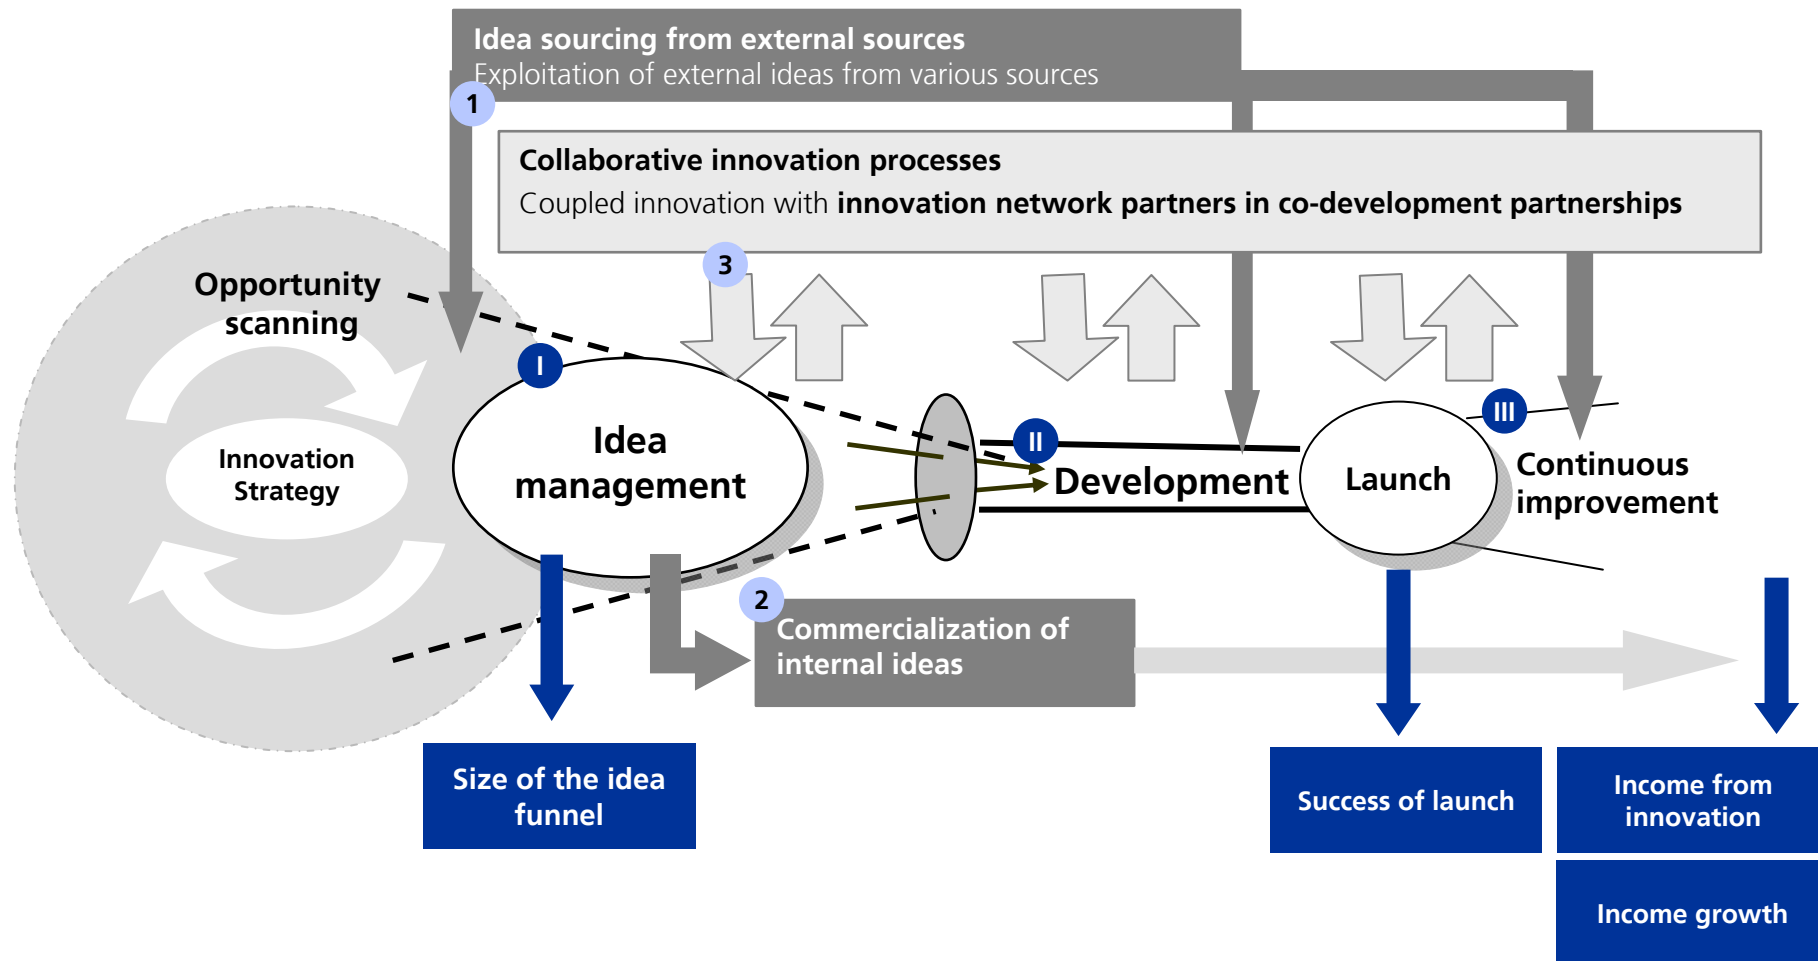 Idea sourcing from external sources
Exploitation of external ideas from various sources
1
Collaborative innovation processes
Coupled innovation with innovation network partners in co-development partnerships
3
Opportunity
scanning
I
Innovation
Strategy
Idea
management
II
Development
Launch
III
Continuous
improvement
2
Commercialization of
internal ideas
Size of the idea
funnel
Success of launch
Income from
innovation
Income growth